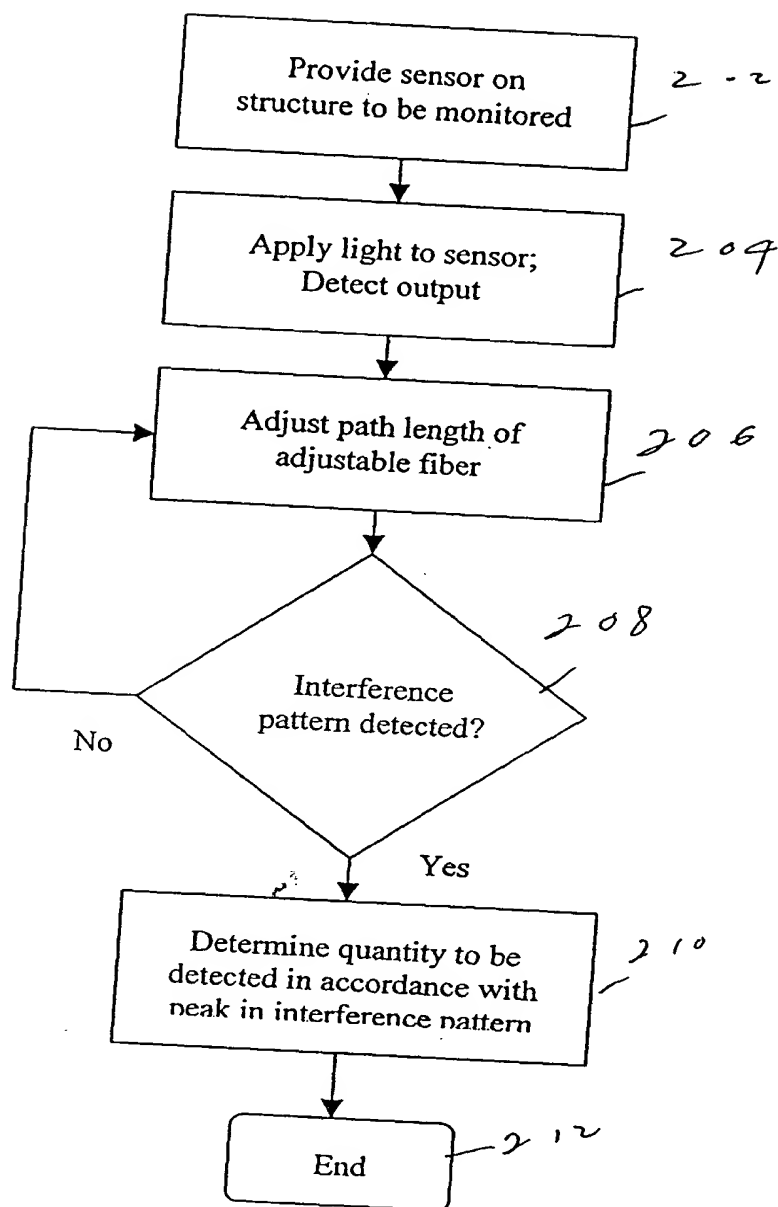 Provide sensor on
structure to be monitored
202
Apply light to sensor;
Detect output
204
Adjust path length of
adjustable fiber
206
208
Interference
pattern detected?
No
Yes
Determine quantity to be
detected in accordance with
peak in interference pattern
210
End
212